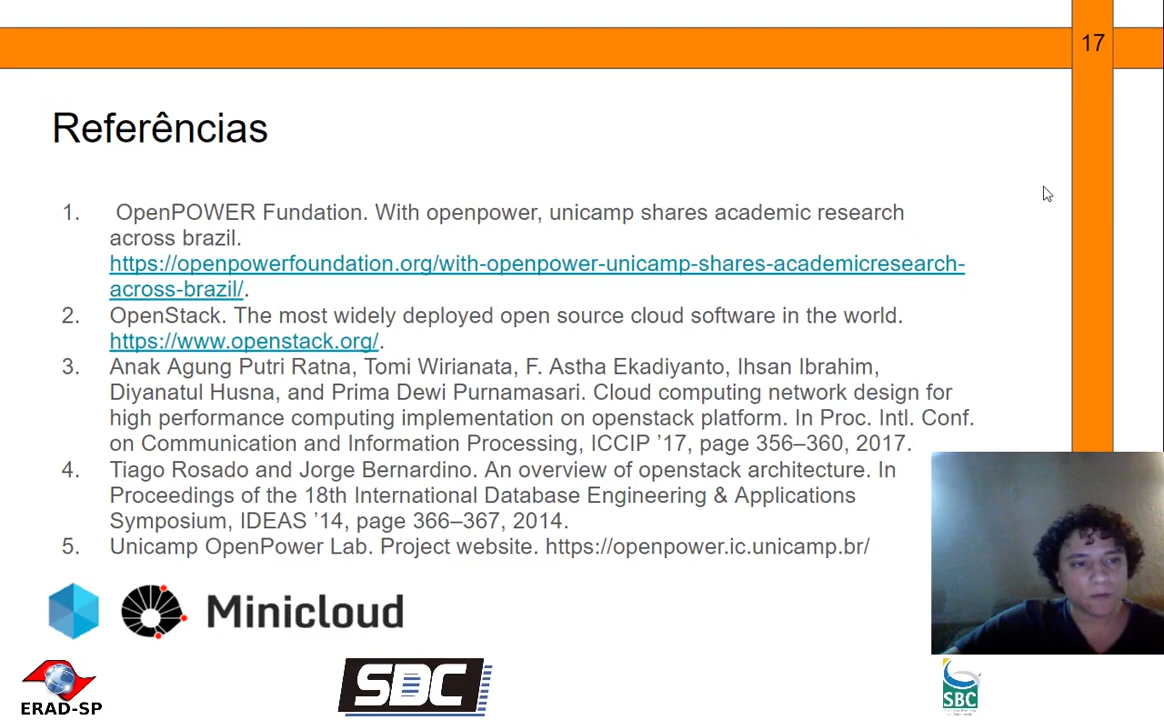 17
Referências
1. OpenPOWER Fundation. With openpower, unicamp shares academic research
across brazil.
https://openpowerfoundation.org/with-openpower-unicamp-shares-academicresearch-
across-brazil/.
2. OpenStack. The most widely deployed open source cloud software in the world.
https://www.openstack.org/.
3. Anak Agung Putri Ratna, Tomi Wirianata, F. Astha Ekadiyanto, Ihsan Ibrahim,
Diyanatul Husna, and Prima Dewi Purnamasari. Cloud computing network design for
high performance computing implementation on openstack platform. In Proc. Intl. Conf.
on Communication and Information Processing, ICCIP ’17, page 356–360, 2017.
4. Tiago Rosado and Jorge Bernardino. An overview of openstack architecture. In
Proceedings of the 18th International Database Engineering & Applications
Symposium, IDEAS ’14, page 366–367, 2014.
5. Unicamp OpenPower Lab. Project website. https://openpower.ic.unicamp.br/
Minicloud
ERAD-SP
SDC
SBC